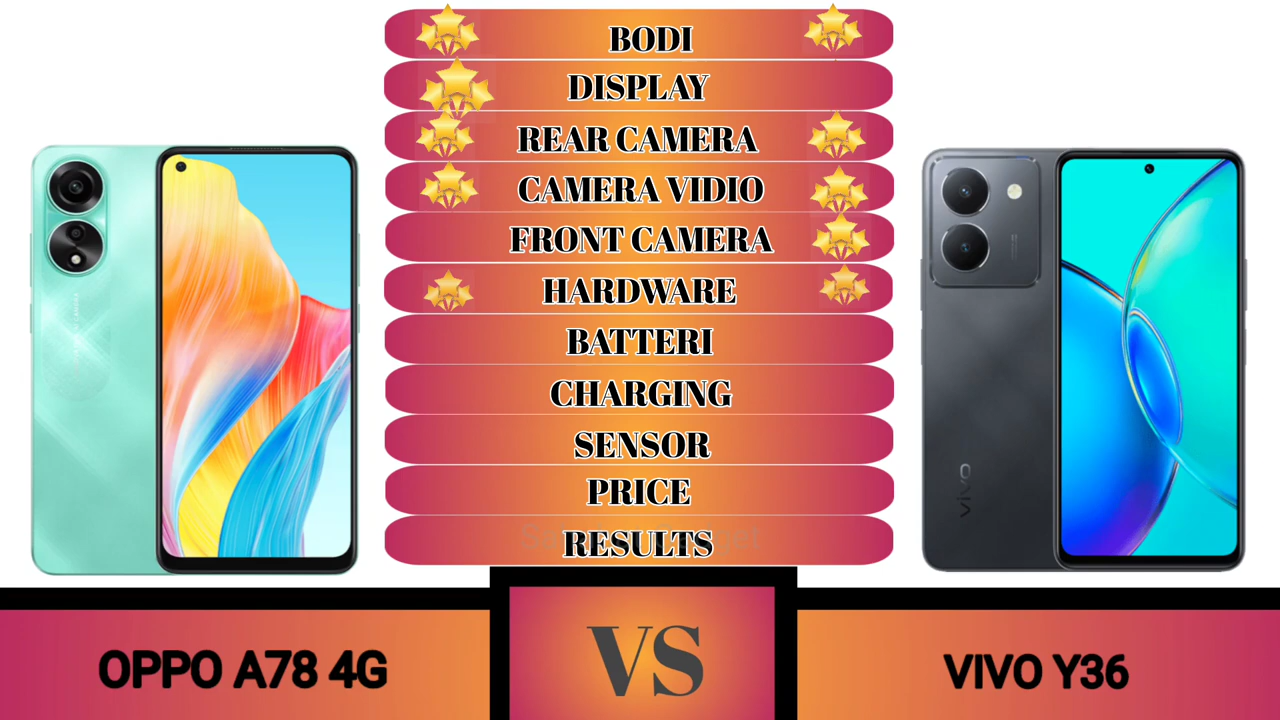 BODI
DISPLAY
REAR CAMERA
CAMERA VIDIO
FRONT CAMERA
HARDWARE
BATTERI
CHARGING
SENSOR
PRICE
RESULTS
vivo
OPPO A78 4G
VS
VIVO Y36